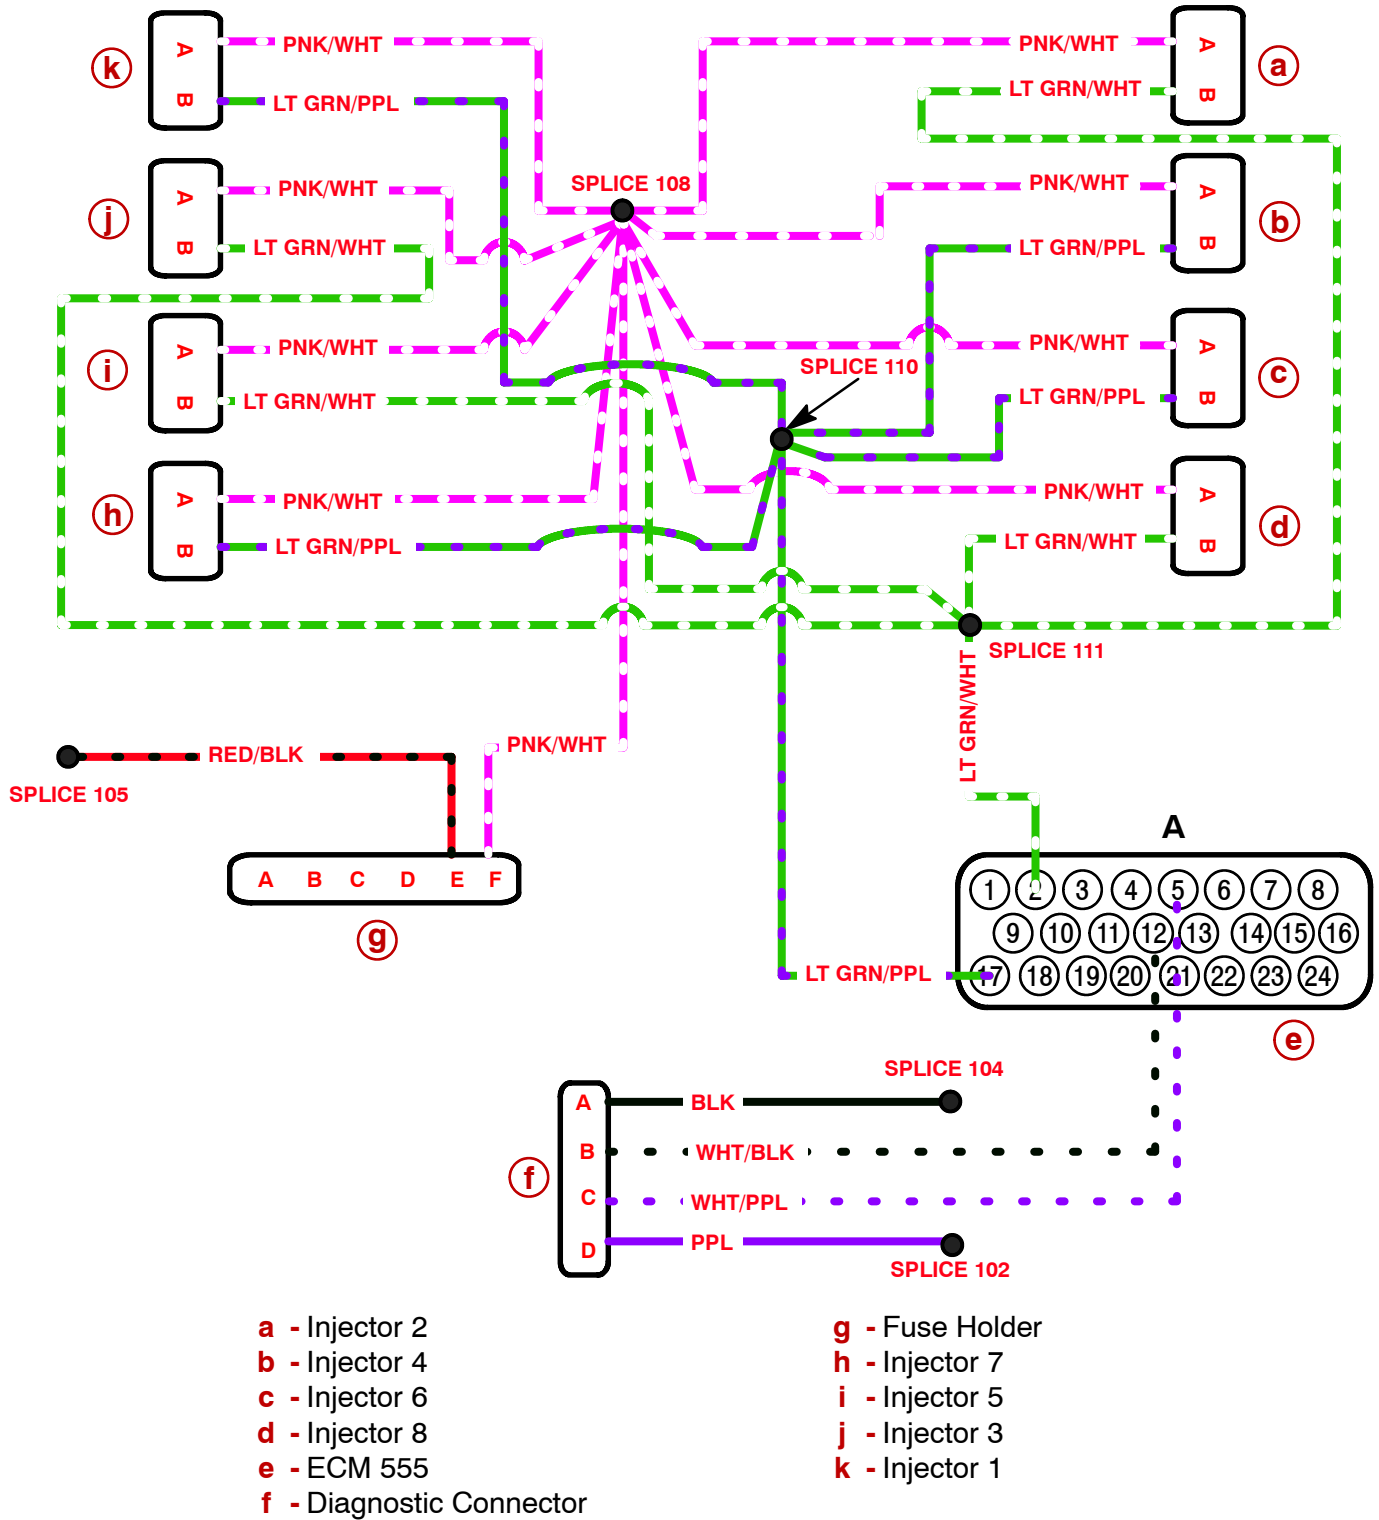 k
A
B
PNK/WHT
LT GRN/PPL
PNK/WHT
LT GRN/WHT
A
B
a
j
A
B
PNK/WHT
LT GRN/WHT
SPLICE 108
PNK/WHT
LT GRN/PPL
A
B
b
i
A
B
PNK/WHT
LT GRN/WHT
SPLICE 110
PNK/WHT
LT GRN/PPL
A
B
c
h
A
B
PNK/WHT
LT GRN/PPL
PNK/WHT
LT GRN/WHT
A
B
d
SPLICE 111
LT GRN/WHT
PNK/WHT
RED/BLK
SPLICE 105
A B C D E F
g
A
1 2 3 4 5 6 7 8
9 10 11 12 13 14 15 16
17 18 19 20 21 22 23 24
LT GRN/PPL
e
SPLICE 104
A BLK
B WHT/BLK
f
C WHT/PPL
D PPL
SPLICE 102
a - Injector 2
b - Injector 4
c - Injector 6
d - Injector 8
e - ECM 555
f - Diagnostic Connector
g - Fuse Holder
h - Injector 7
i - Injector 5
j - Injector 3
k - Injector 1